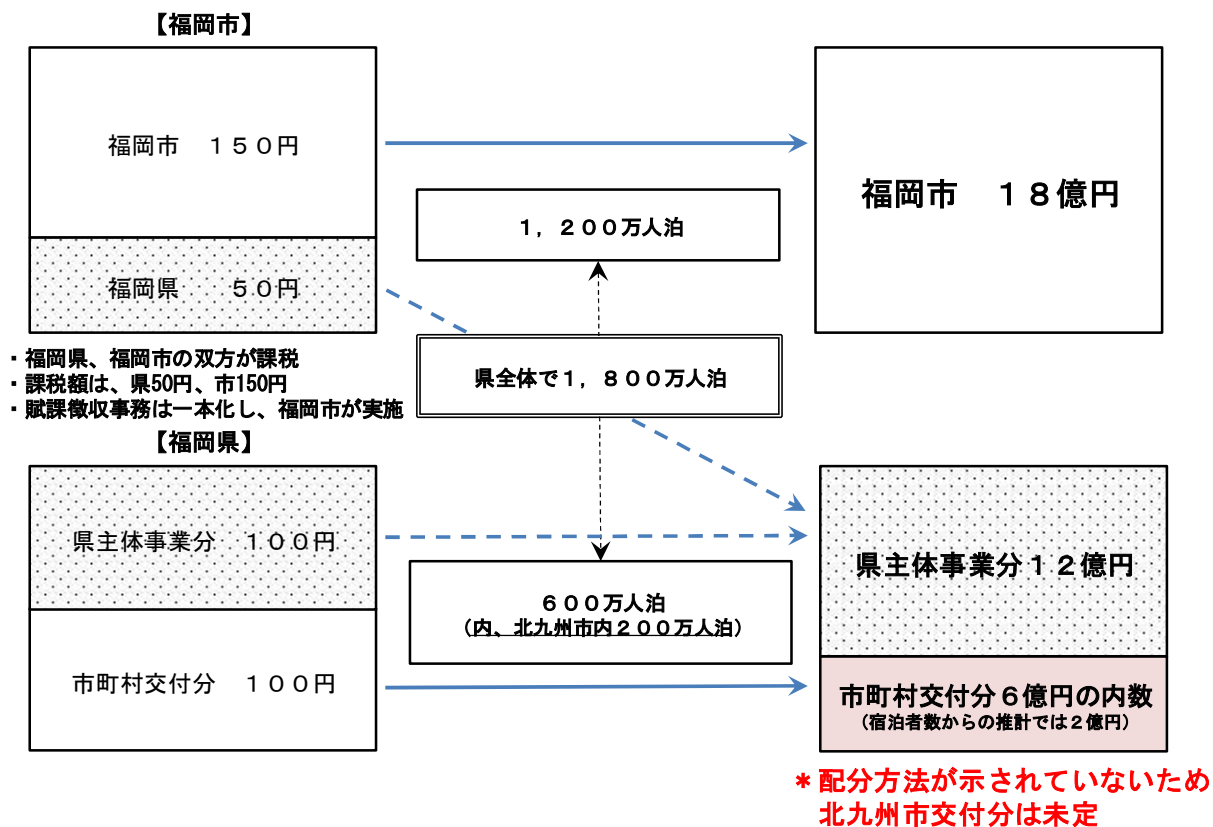 【福岡市】
福岡市　１５０円
福岡県　　５０円
福岡市　１８億円
１，２００万人泊
県全体で１，８００万人泊
・福岡県、福岡市の双方が課税
・課税額は、県50円、市150円
・賦課徴収事務は一本化し、福岡市が実施
【福岡県】
県主体事業分　１００円
市町村交付分　１００円
６００万人泊
（内、北九州市内２００万人泊）
県主体事業分１２億円
市町村交付分６億円の内数
（宿泊者数からの推計では２億円）
＊配分方法が示されていないため
北九州市交付分は未定